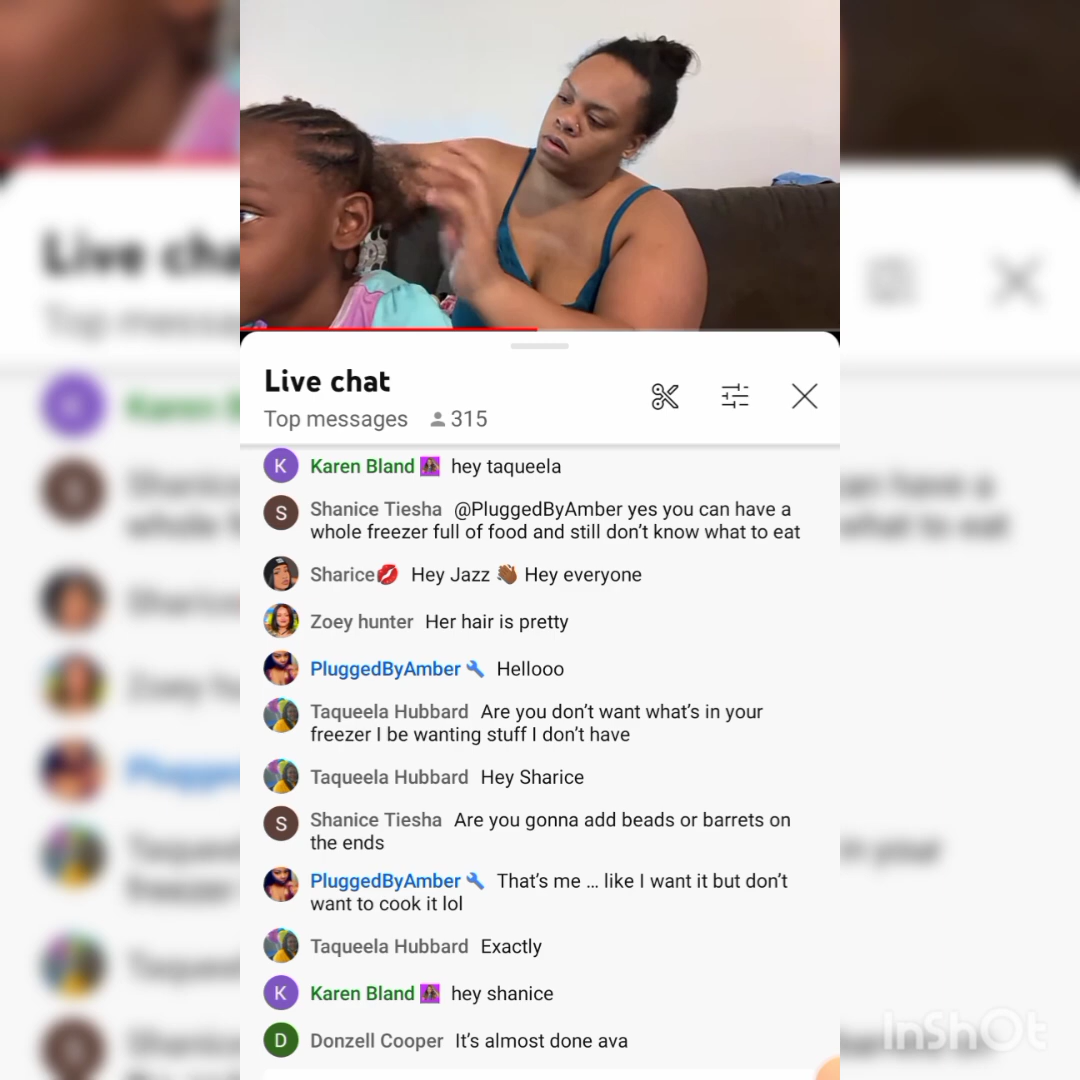 Live chat
Top messages 315
K Karen Bland hey taqueela
S Shanice Tiesha @PluggedByAmber yes you can have a
whole freezer full of food and still don't know what to eat
Sharice💋 Hey Jazz 👋🏾 Hey everyone
Zoey hunter Her hair is pretty
PluggedByAmber 🔧 Hellooo
Taqueela Hubbard Are you don't want what's in your
freezer I be wanting stuff I don't have
Taqueela Hubbard Hey Sharice
S Shanice Tiesha Are you gonna add beads or barrets on
the ends
PluggedByAmber 🔧 That's me … like I want it but don't
want to cook it lol
Taqueela Hubbard Exactly
K Karen Bland hey shanice
D Donzell Cooper It's almost done ava
InShOt